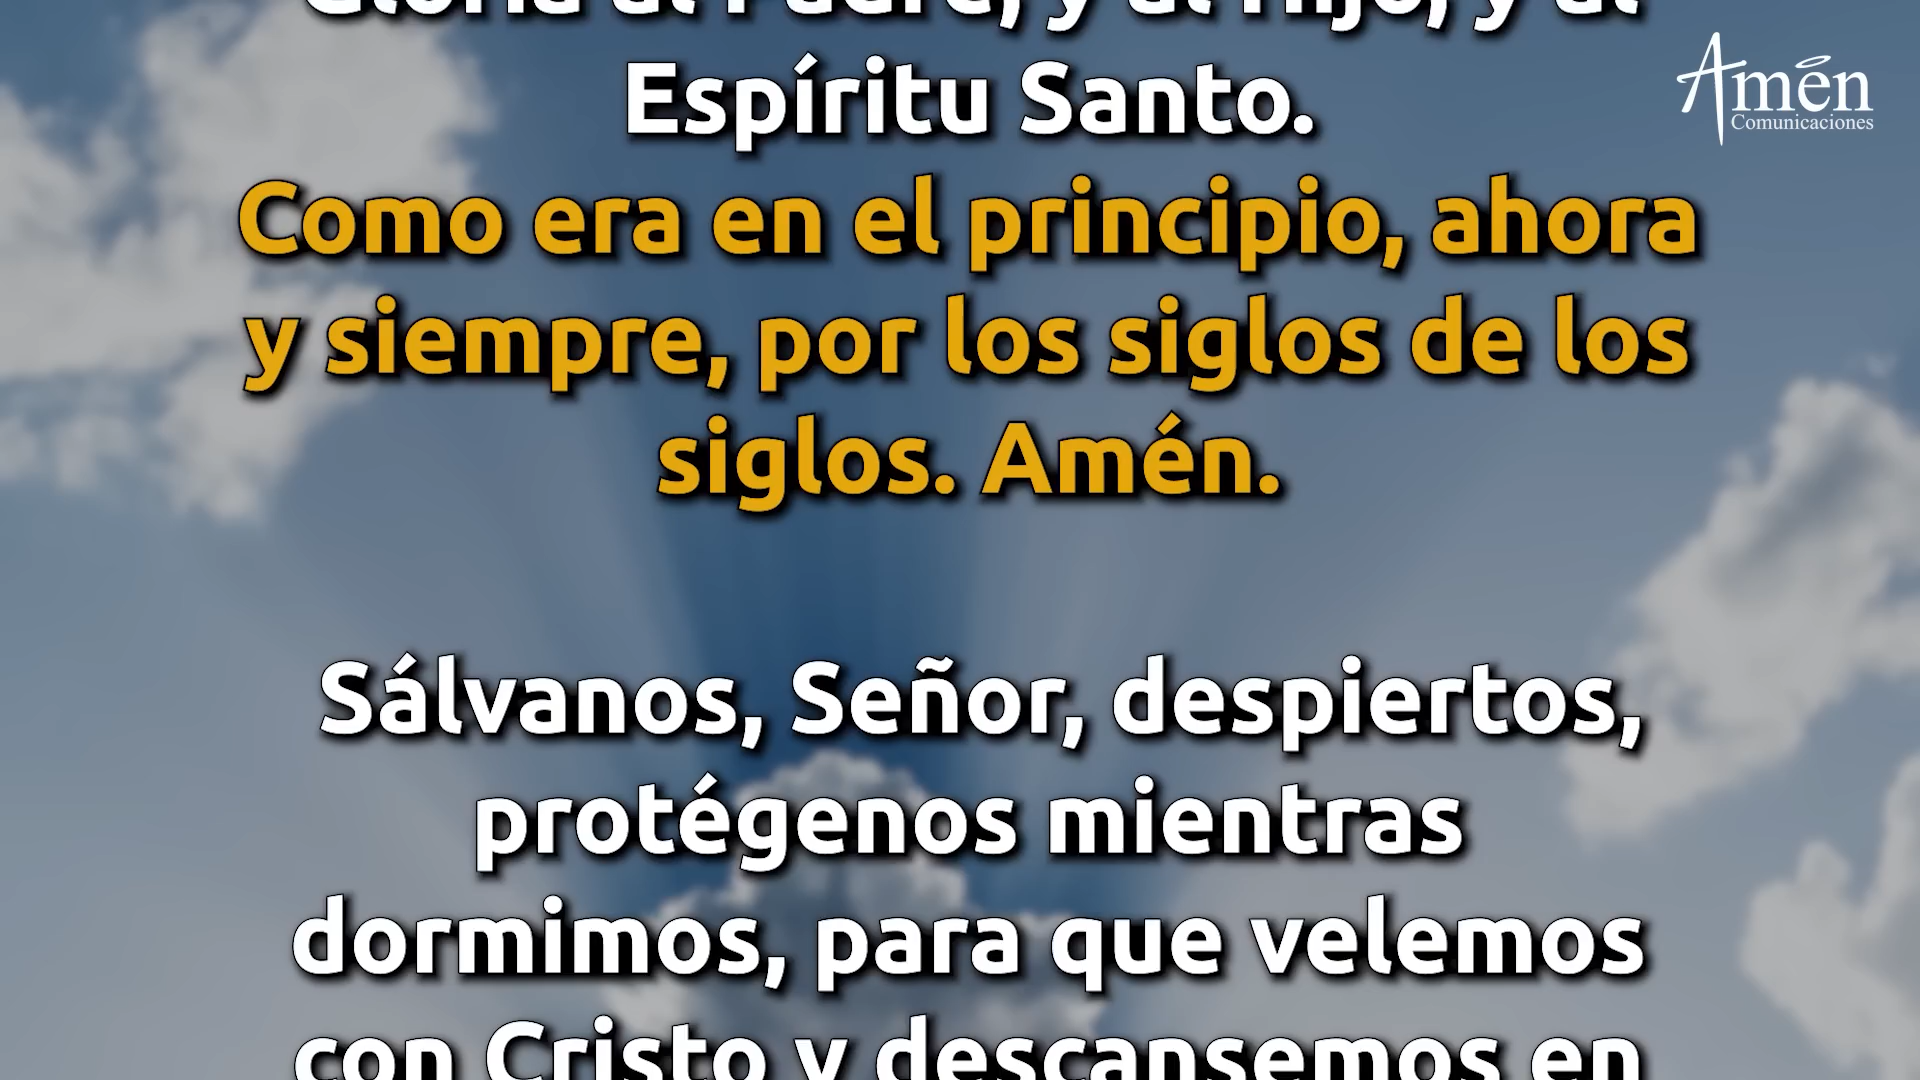 Gloria al Padre, y al Hijo, y al
Espíritu Santo.
Como era en el principio, ahora
y siempre, por los siglos de los
siglos. Amén.
Sálvanos, Señor, despiertos,
protégenos mientras
dormimos, para que velemos
con Cristo y descansemos en
Amén
Comunicaciones